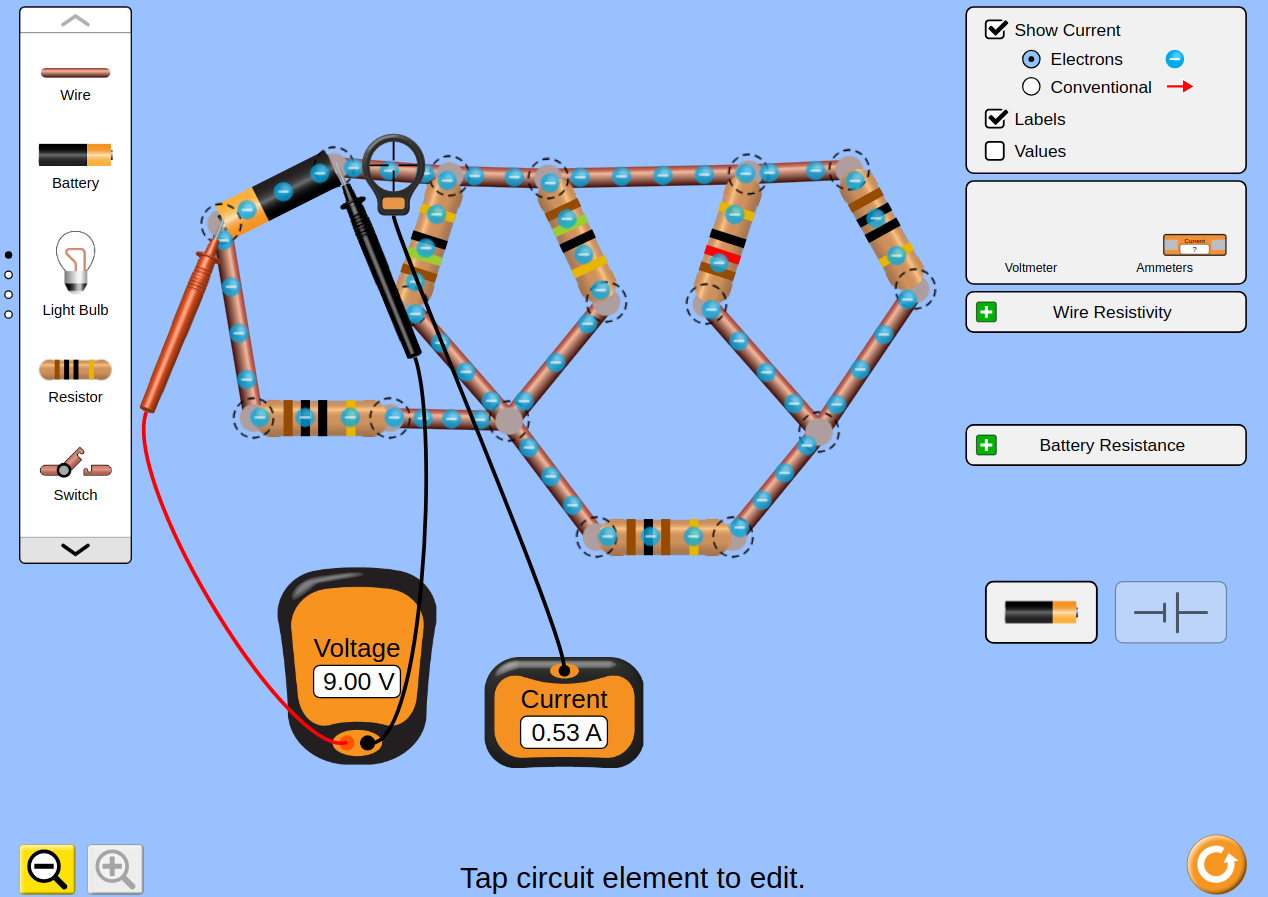 Wire
Battery
Light Bulb
Resistor
Switch
Show Current
Electrons
Conventional
Labels
Values
Current
?
Voltmeter
Ammeters
Wire Resistivity
Battery Resistance
Voltage
9.00 V
Current
0.53 A
Tap circuit element to edit.